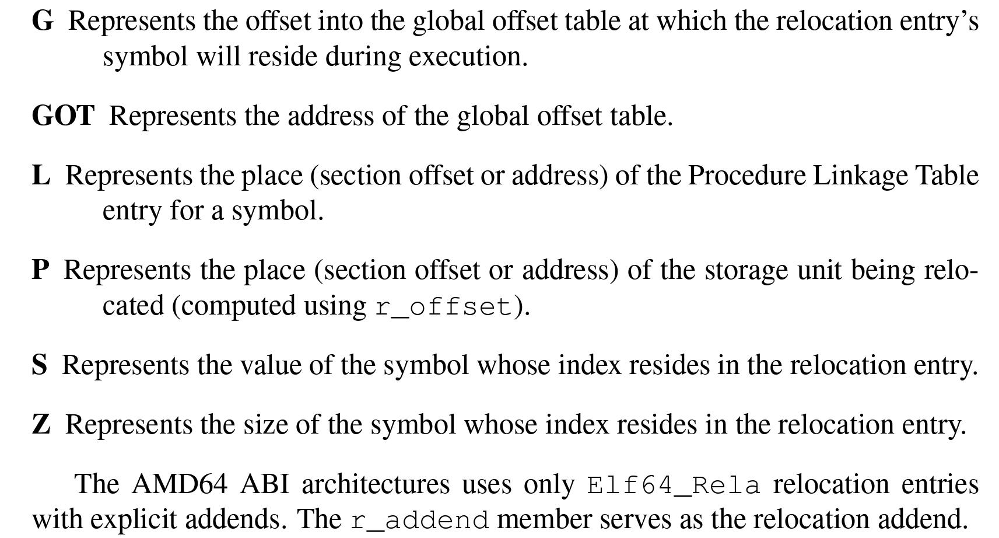 G Represents the offset into the global offset table at which the relocation entry’s
symbol will reside during execution.
GOT Represents the address of the global offset table.
L Represents the place (section offset or address) of the Procedure Linkage Table
entry for a symbol.
P Represents the place (section offset or address) of the storage unit being relo-
cated (computed using r_offset).
S Represents the value of the symbol whose index resides in the relocation entry.
Z Represents the size of the symbol whose index resides in the relocation entry.
The AMD64 ABI architectures uses only Elf64_Rela relocation entries
with explicit addends. The r_addend member serves as the relocation addend.